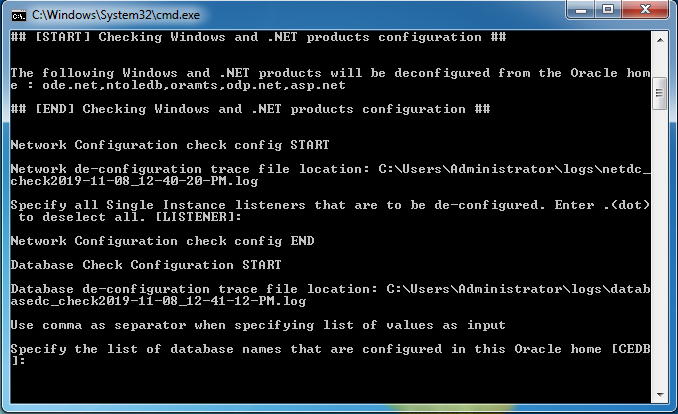 C:\Windows\System32\cmd.exe
## [START] Checking Windows and .NET products configuration ##
The following Windows and .NET products will be deconfigured from the Oracle hom
e : ode.net,ntoledb,oramts,odp.net,asp.net
## [END] Checking Windows and .NET products configuration ##
Network Configuration check config START
Network de-configuration trace file location: C:\Users\Administrator\logs\netdc_
check2019-11-08_12-40-20-PM.log
Specify all Single Instance listeners that are to be de-configured. Enter .(dot)
 to deselect all. [LISTENER]:
Network Configuration check config END
Database Check Configuration START
Database de-configuration trace file location: C:\Users\Administrator\logs\datab
asedc_check2019-11-08_12-41-12-PM.log
Use comma as separator when specifying list of values as input
Specify the list of database names that are configured in this Oracle home [CEDB
]: